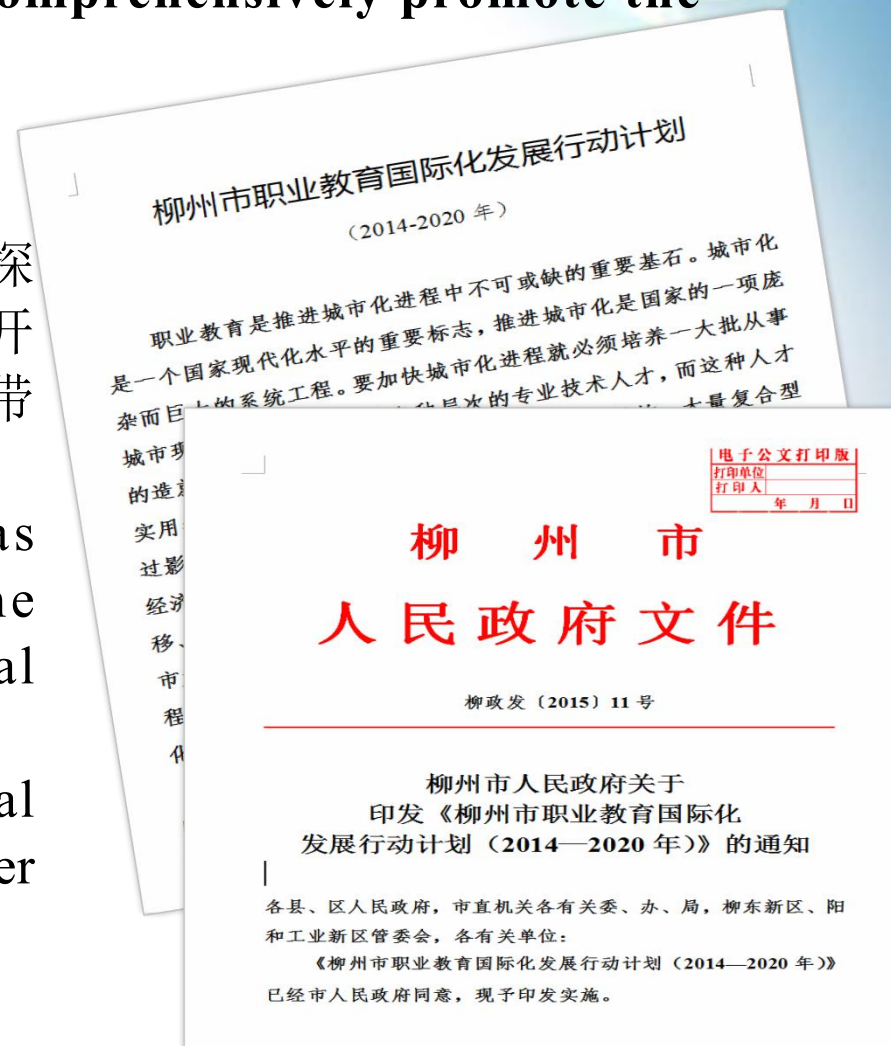 comprehensively promote the
柳州市职业教育国际化发展行动计划
（2014-2020 年）
职业教育是推进城市化进程中不可或缺的重要基石。城市化
是一个国家现代化水平的重要标志，推进城市化是国家的一项庞
杂而巨大的系统工程。要加快城市化进程就必须培养一大批从事
城市现 种层次的专业技术人才，而这种人才
的造 大量复合型
实用
过影
经济
移、
市
程
化
深
开
带
as
al
al
er
电子公文打印版
打印单位
打印人
年 月 日
柳 州 市
人民政府文件
柳政发〔2015〕11 号
柳州市人民政府关于
印发《柳州市职业教育国际化
发展行动计划（2014—2020 年）》的通知
各县、区人民政府，市直机关各有关委、办、局，柳东新区、阳
和工业新区管委会，各有关单位：
《柳州市职业教育国际化发展行动计划（2014—2020 年）》
已经市人民政府同意，现予印发实施。